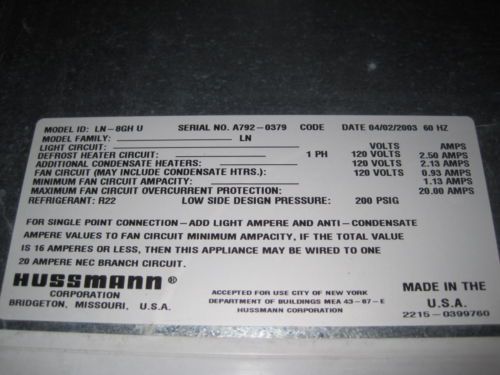 MODEL ID: LN-8GH U SERIAL NO. A792-0379 CODE DATE 04/02/2003 60 HZ
MODEL FAMILY: LN
LIGHT CIRCUIT: VOLTS AMPS
DEFROST HEATER CIRCUIT: 1 PH 120 VOLTS 2.50 AMPS
ADDITIONAL CONDENSATE HEATERS: 120 VOLTS 2.13 AMPS
FAN CIRCUIT (MAY INCLUDE CONDENSATE HTRS.): 120 VOLTS 0.93 AMPS
MINIMUM FAN CIRCUIT AMPACITY: 1.13 AMPS
MAXIMUM FAN CIRCUIT OVERCURRENT PROTECTION: 20.00 AMPS
REFRIGERANT: R22 LOW SIDE DESIGN PRESSURE: 200 PSIG
FOR SINGLE POINT CONNECTION-ADD LIGHT AMPERE AND ANTI-CONDENSATE
AMPERE VALUES TO FAN CIRCUIT MINIMUM AMPACITY, IF THE TOTAL VALUE
IS 16 AMPERES OR LESS, THEN THIS APPLIANCE MAY BE WIRED TO ONE
20 AMPERE NEC BRANCH CIRCUIT.
HUSSMANN®
CORPORATION
BRIDGETON, MISSOURI, U.S.A.
ACCEPTED FOR USE CITY OF NEW YORK
DEPARTMENT OF BUILDINGS MEA 43-87-E
HUSSMANN CORPORATION
MADE IN THE
U.S.A.
2215-0399760